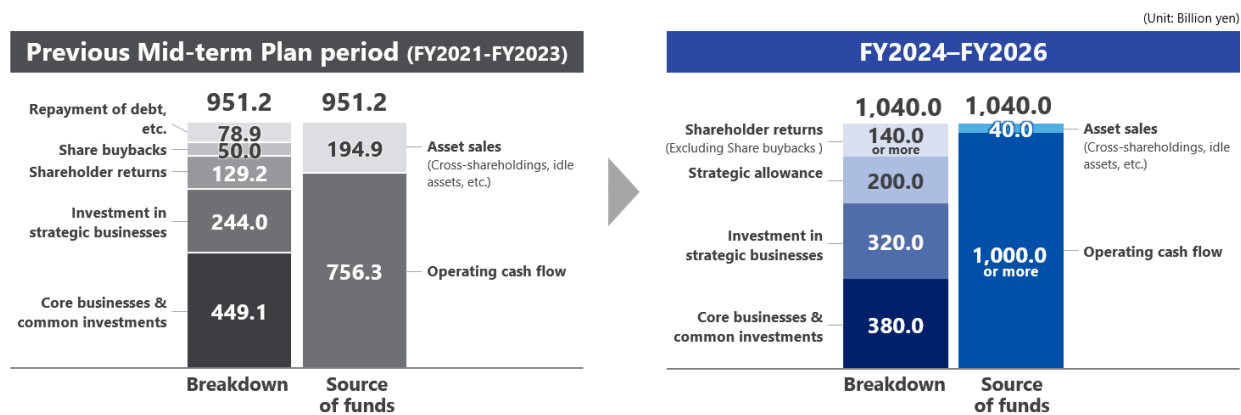 (Unit: Billion yen)
Previous Mid-term Plan period (FY2021-FY2023)
951.2
951.2
Repayment of debt,
etc.
78.9
Share buybacks
50.0
Shareholder returns
129.2
Investment in
strategic businesses
244.0
Core businesses &
common investments
449.1
194.9
Asset sales
(Cross-shareholdings, idle
assets, etc.)
756.3
Operating cash flow
Breakdown
Source
of funds
FY2024–FY2026
1,040.0
1,040.0
Shareholder returns
(Excluding Share buybacks )
140.0
or more
Strategic allowance
200.0
Investment in
strategic businesses
320.0
Core businesses &
common investments
380.0
40.0
Asset sales
(Cross-shareholdings, idle
assets, etc.)
1,000.0
or more
Operating cash flow
Breakdown
Source
of funds